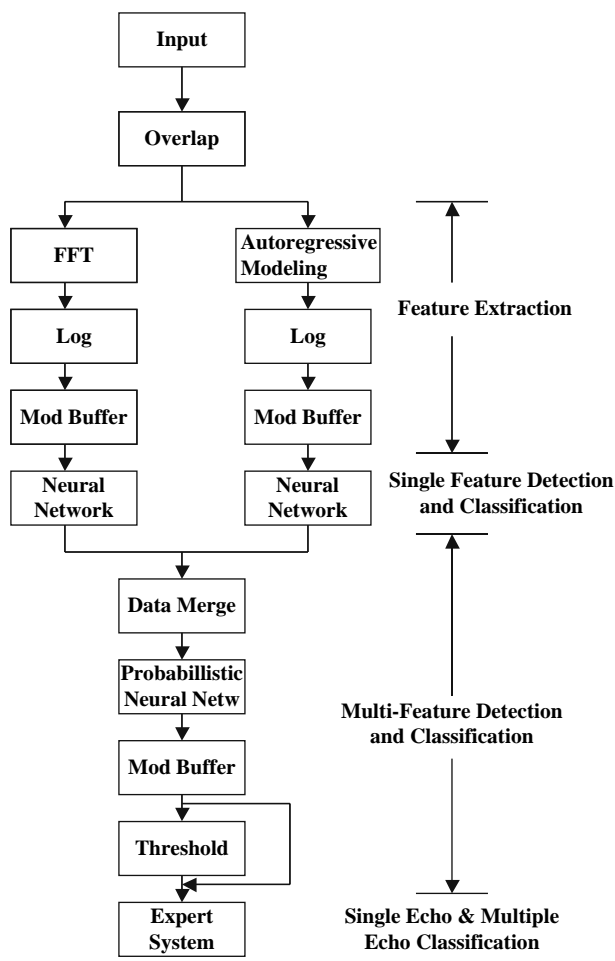 Input
Overlap
FFT
Autoregressive
Modeling
Feature Extraction
Log
Log
Mod Buffer
Mod Buffer
Neural
Network
Neural
Network
Single Feature Detection
and Classification
Data Merge
Probabillistic
Neural Netw
Multi-Feature Detection
and Classification
Mod Buffer
Threshold
Expert
System
Single Echo & Multiple
Echo Classification